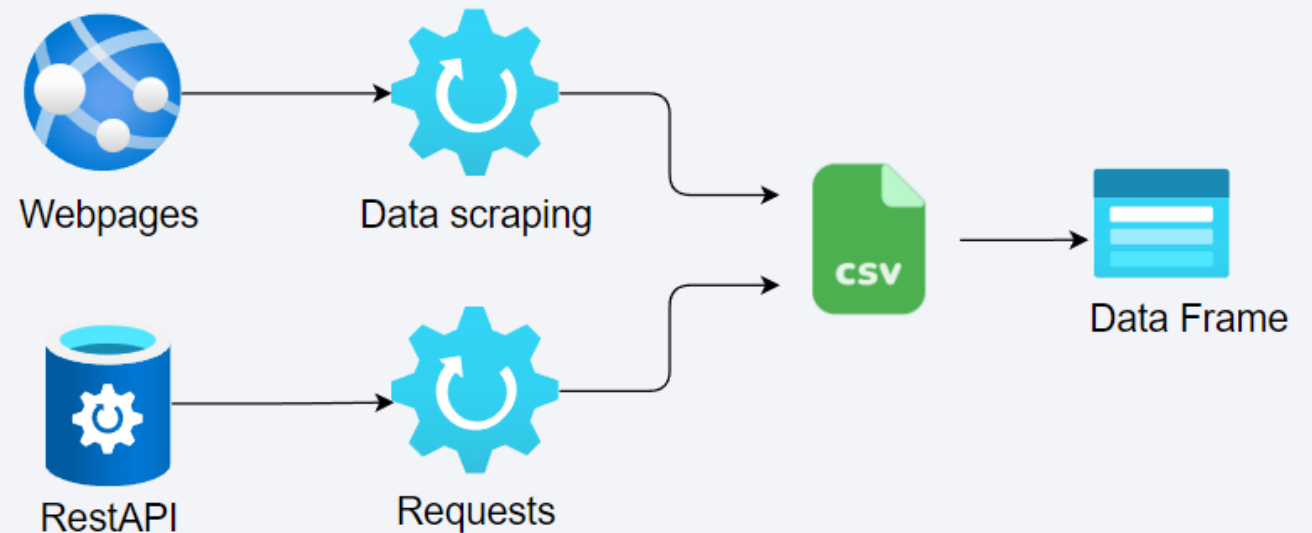 Webpages
Data scraping
csv
Data Frame
RestAPI
Requests